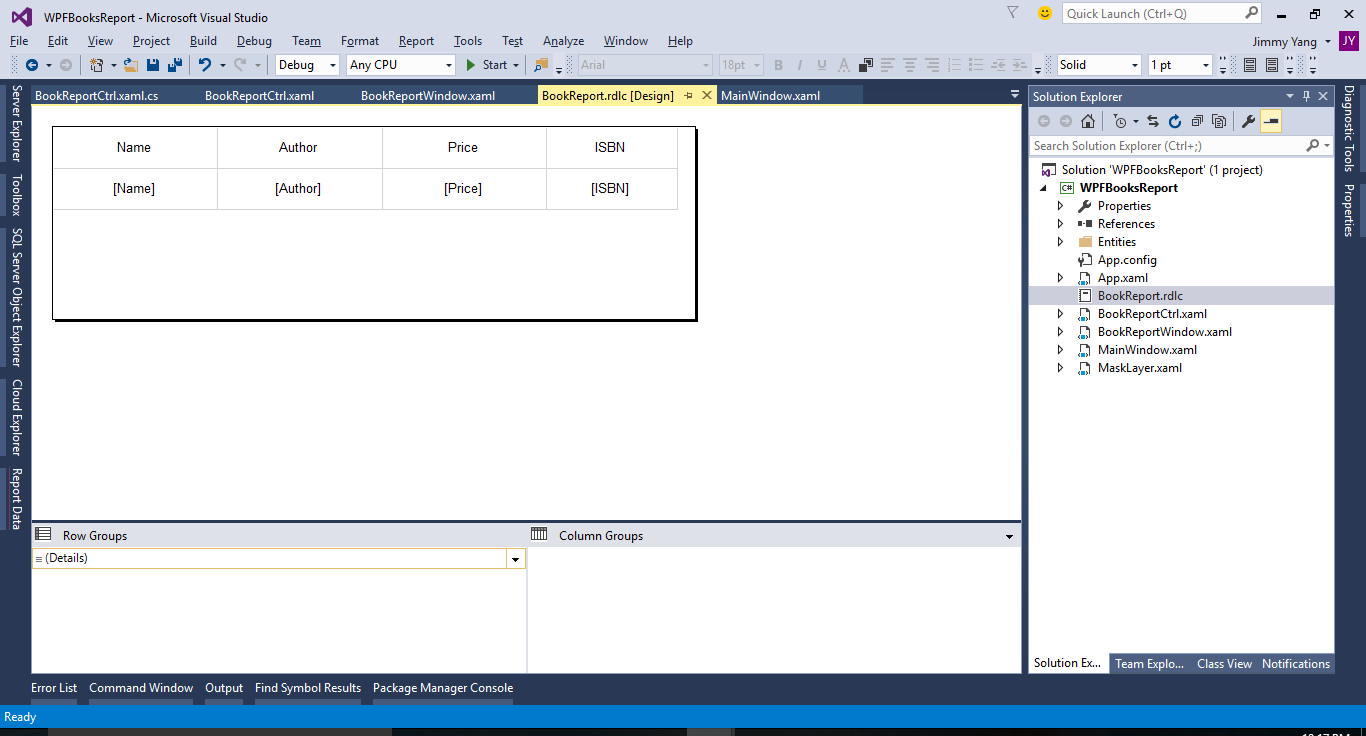 WPFBooksReport - Microsoft Visual Studio
Quick Launch (Ctrl+Q)
File Edit View Project Build Debug Team Format Report Tools Test Analyze Window Help
Jimmy Yang JY
Debug Any CPU Start Arial 18pt B I U A Solid 1 pt
BookReportCtrl.xaml.cs BookReportCtrl.xaml BookReportWindow.xaml BookReport.rdlc [Design] MainWindow.xaml
Server Explorer
Toolbox
SQL Server Object Explorer
Cloud Explorer
Report Data
Name Author Price ISBN
[Name] [Author] [Price] [ISBN]
Row Groups
(Details)
Column Groups
Solution Explorer
Search Solution Explorer (Ctrl+;)
Solution 'WPFBooksReport' (1 project)
C# WPFBooksReport
Properties
References
Entities
App.config
App.xaml
BookReport.rdlc
BookReportCtrl.xaml
BookReportWindow.xaml
MainWindow.xaml
MaskLayer.xaml
Solution Ex... Team Explo... Class View Notifications
Diagnostic Tools
Properties
Error List Command Window Output Find Symbol Results Package Manager Console
Ready